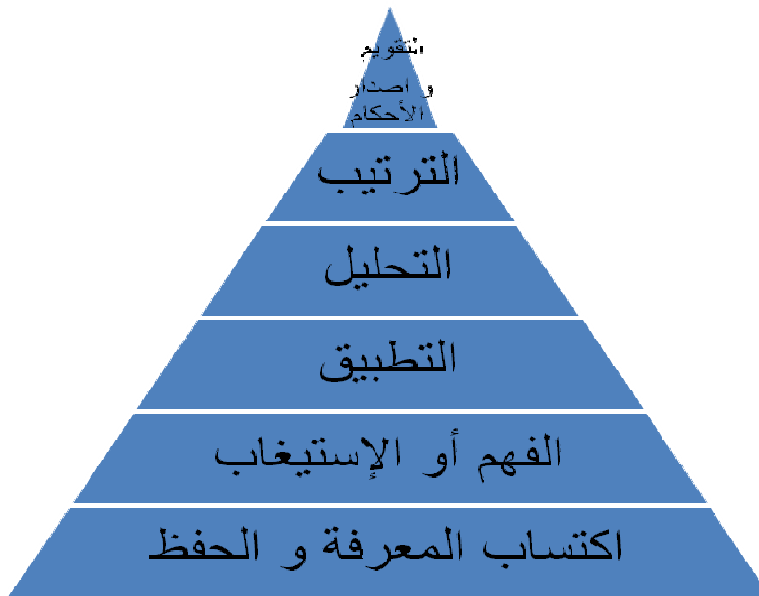 التقويم
و اصدار
الأحكام
الترتيب
التحليل
التطبيق
الفهم أو الإستيغاب
اكتساب المعرفة و الحفظ